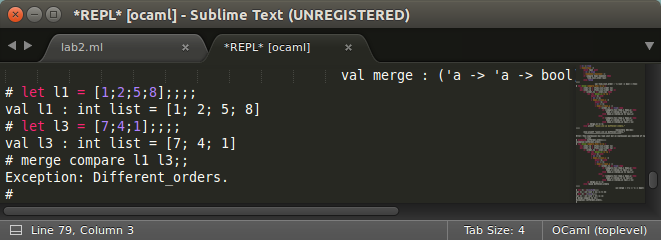 *REPL* [ocaml] - Sublime Text (UNREGISTERED)
lab2.ml
*REPL* [ocaml]
val merge : ('a -> 'a -> bool
# let l1 = [1;2;5;8];;;;
val l1 : int list = [1; 2; 5; 8]
# let l3 = [7;4;1];;;;
val l3 : int list = [7; 4; 1]
# merge compare l1 l3;;
Exception: Different_orders.
#
Line 79, Column 3
Tab Size: 4
OCaml (toplevel)